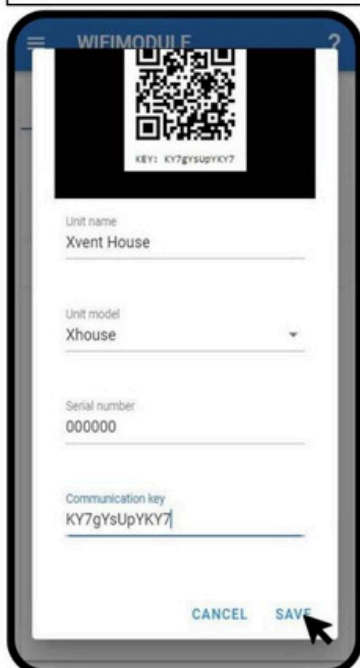 WIFIMODULE ?
KEY: KY7gYsUpYKY7
Unit name
Xvent House
Unit model
Xhouse
Serial number
000000
Communication key
KY7gYsUpYKY7
CANCEL SAVE